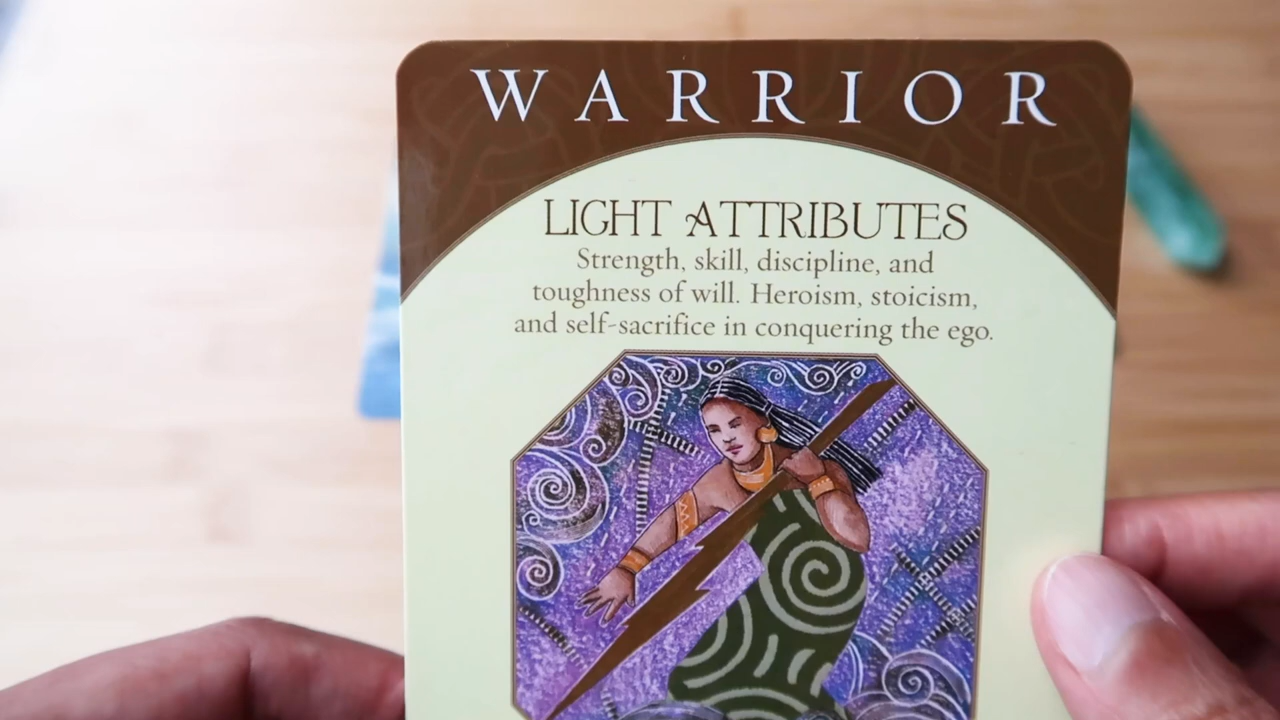 WARRIOR
LIGHT ATTRIBUTES
Strength, skill, discipline, and
toughness of will. Heroism, stoicism,
and self-sacrifice in conquering the ego.